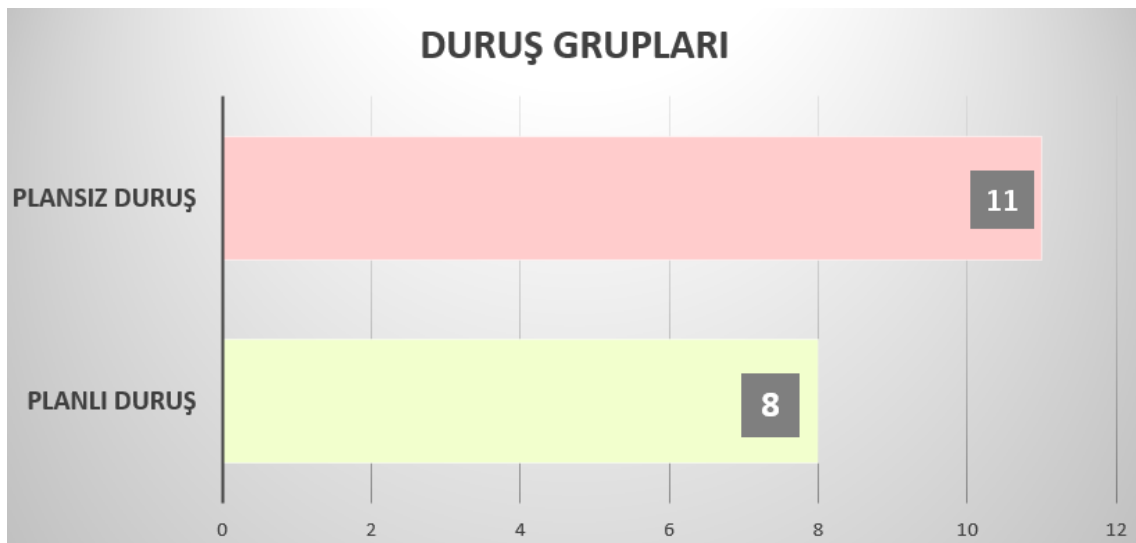 DURUŞ GRUPLARI
PLANSIZ DURUŞ
11
PLANLI DURUŞ
8
0 2 4 6 8 10 12